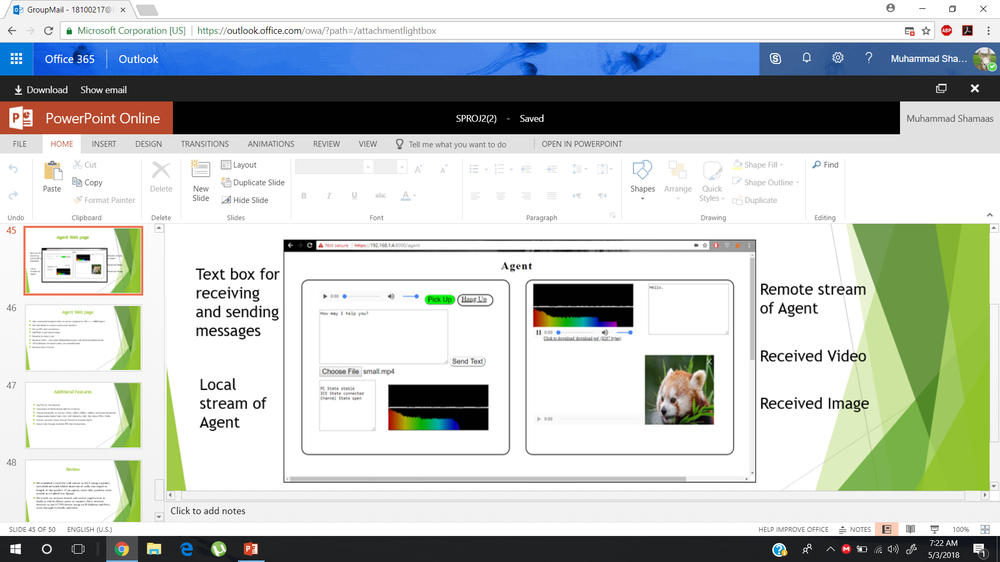 GroupMail - 18100217@
Microsoft Corporation [US] https://outlook.office.com/owa/?path=/attachmentlightbox
Office 365 Outlook Muhammad Sha...
Download Show email
PowerPoint Online SPROJ2(2) - Saved Muhammad Shamaas
FILE HOME INSERT DESIGN TRANSITIONS ANIMATIONS REVIEW VIEW Tell me what you want to do OPEN IN POWERPOINT
Paste
Cut
Copy
Format Painter
Delete
New Slide
Layout
Duplicate Slide
Hide Slide
B I U abc A
Shapes
Arrange
Quick Styles
Shape Fill
Shape Outline
Duplicate
Find
Undo Clipboard Delete Slides Font Paragraph Drawing Editing
45
Agent Web page
46
Agent Web page
47
Additional Features
48
Review
Text box for
receiving
and sending
messages
Local
stream of
Agent
Not secure https://192.168.1.4:8000/agent
Agent
0:00
Pick Up Hang Up
How may I help you?
Send Text
Choose File small.mp4
PC State stable
ICE State connected
Channel State open
Hello.
0:00
Click to download 'download.jpg' (8287 bytes)
X
0:00
Remote stream
of Agent
Received Video
Received Image
Click to add notes
SLIDE 45 OF 50 ENGLISH (U.S.) HELP IMPROVE OFFICE NOTES 100%
7:22 AM
5/3/2018
1